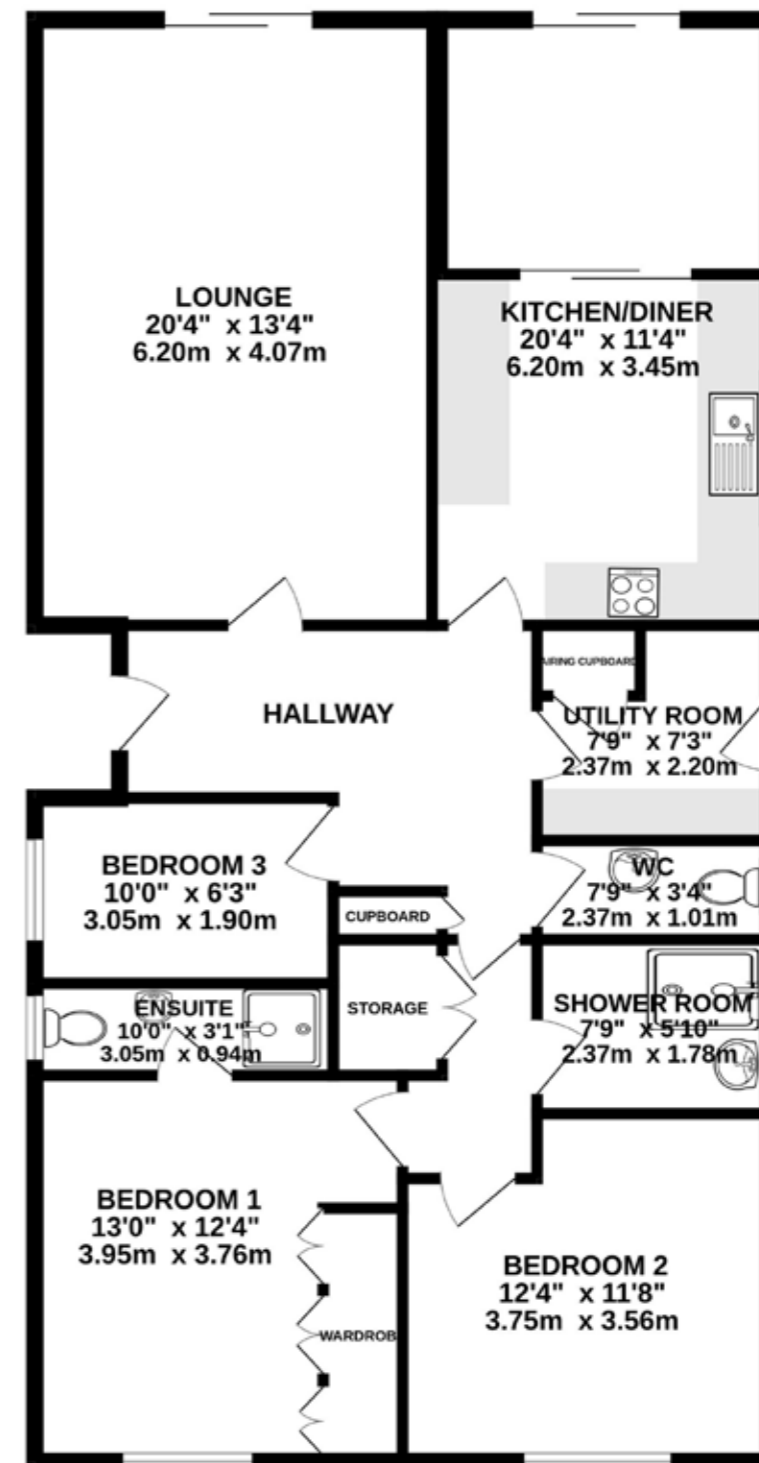 LOUNGE
20'4" x 13'4"
6.20m x 4.07m
KITCHEN/DINER
20'4" x 11'4"
6.20m x 3.45m
AIRING CUPBOARD
HALLWAY
UTILITY ROOM
7'9" x 7'3"
2.37m x 2.20m
BEDROOM 3
10'0" x 6'3"
3.05m x 1.90m
WC
7'9" x 3'4"
2.37m x 1.01m
CUPBOARD
STORAGE
ENSUITE
10'0" x 3'1"
3.05m x 0.94m
SHOWER ROOM
7'9" x 5'10"
2.37m x 1.78m
BEDROOM 1
13'0" x 12'4"
3.95m x 3.76m
WARDROB
BEDROOM 2
12'4" x 11'8"
3.75m x 3.56m